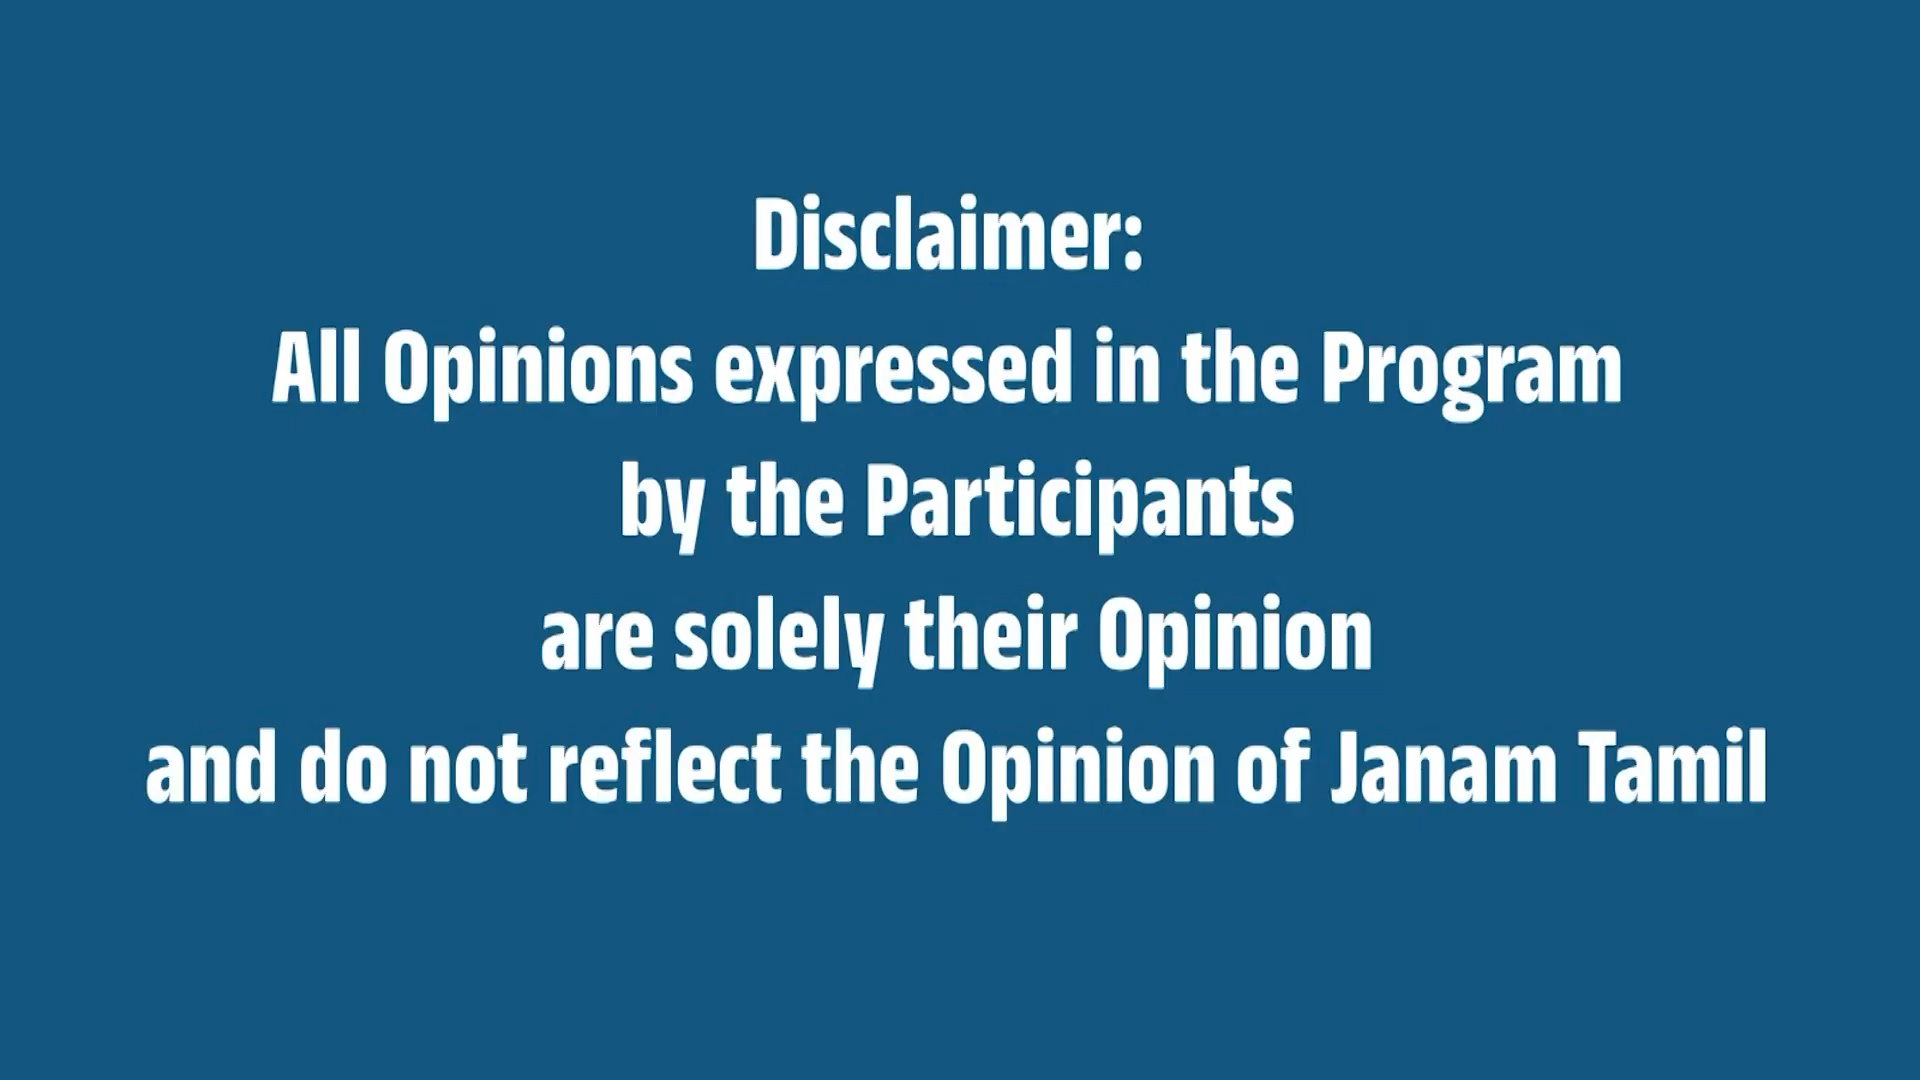 Disclaimer:
All Opinions expressed in the Program
by the Participants
are solely their Opinion
and do not reflect the Opinion of Janam Tamil